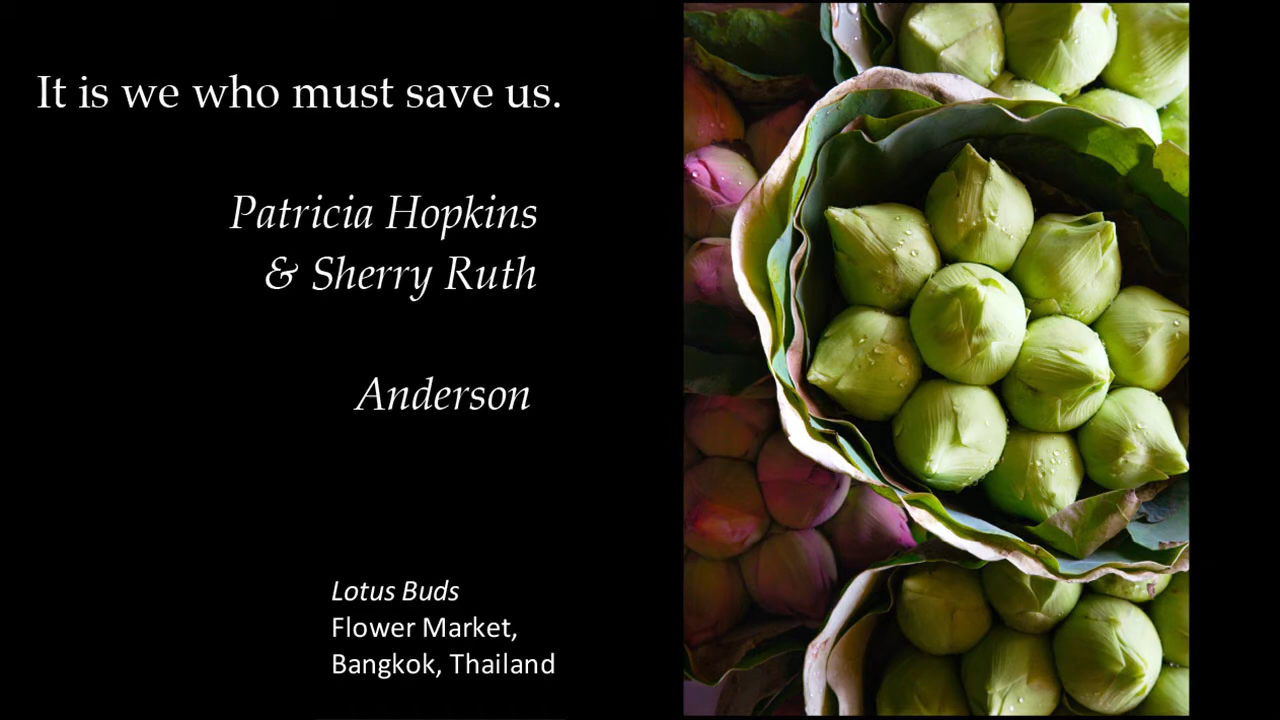 It is we who must save us.
Patricia Hopkins
& Sherry Ruth
Anderson
Lotus Buds
Flower Market,
Bangkok, Thailand